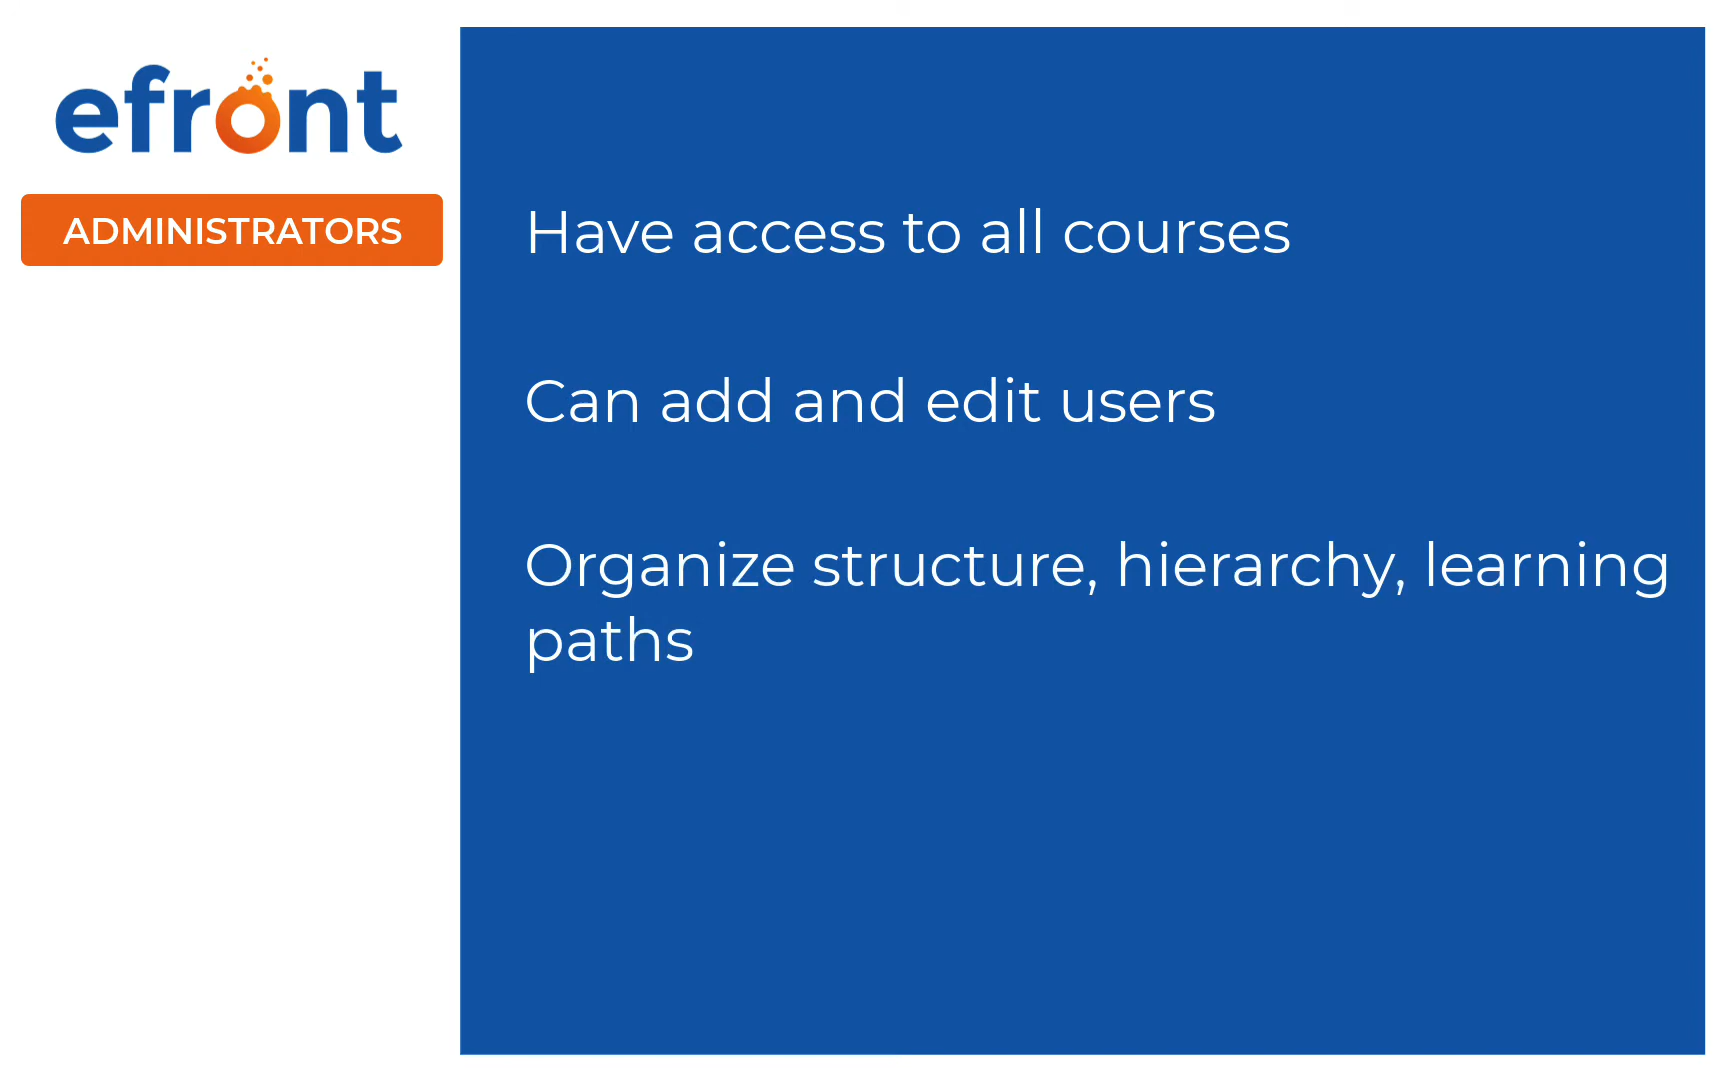 efront
ADMINISTRATORS
Have access to all courses
Can add and edit users
Organize structure, hierarchy, learning
paths